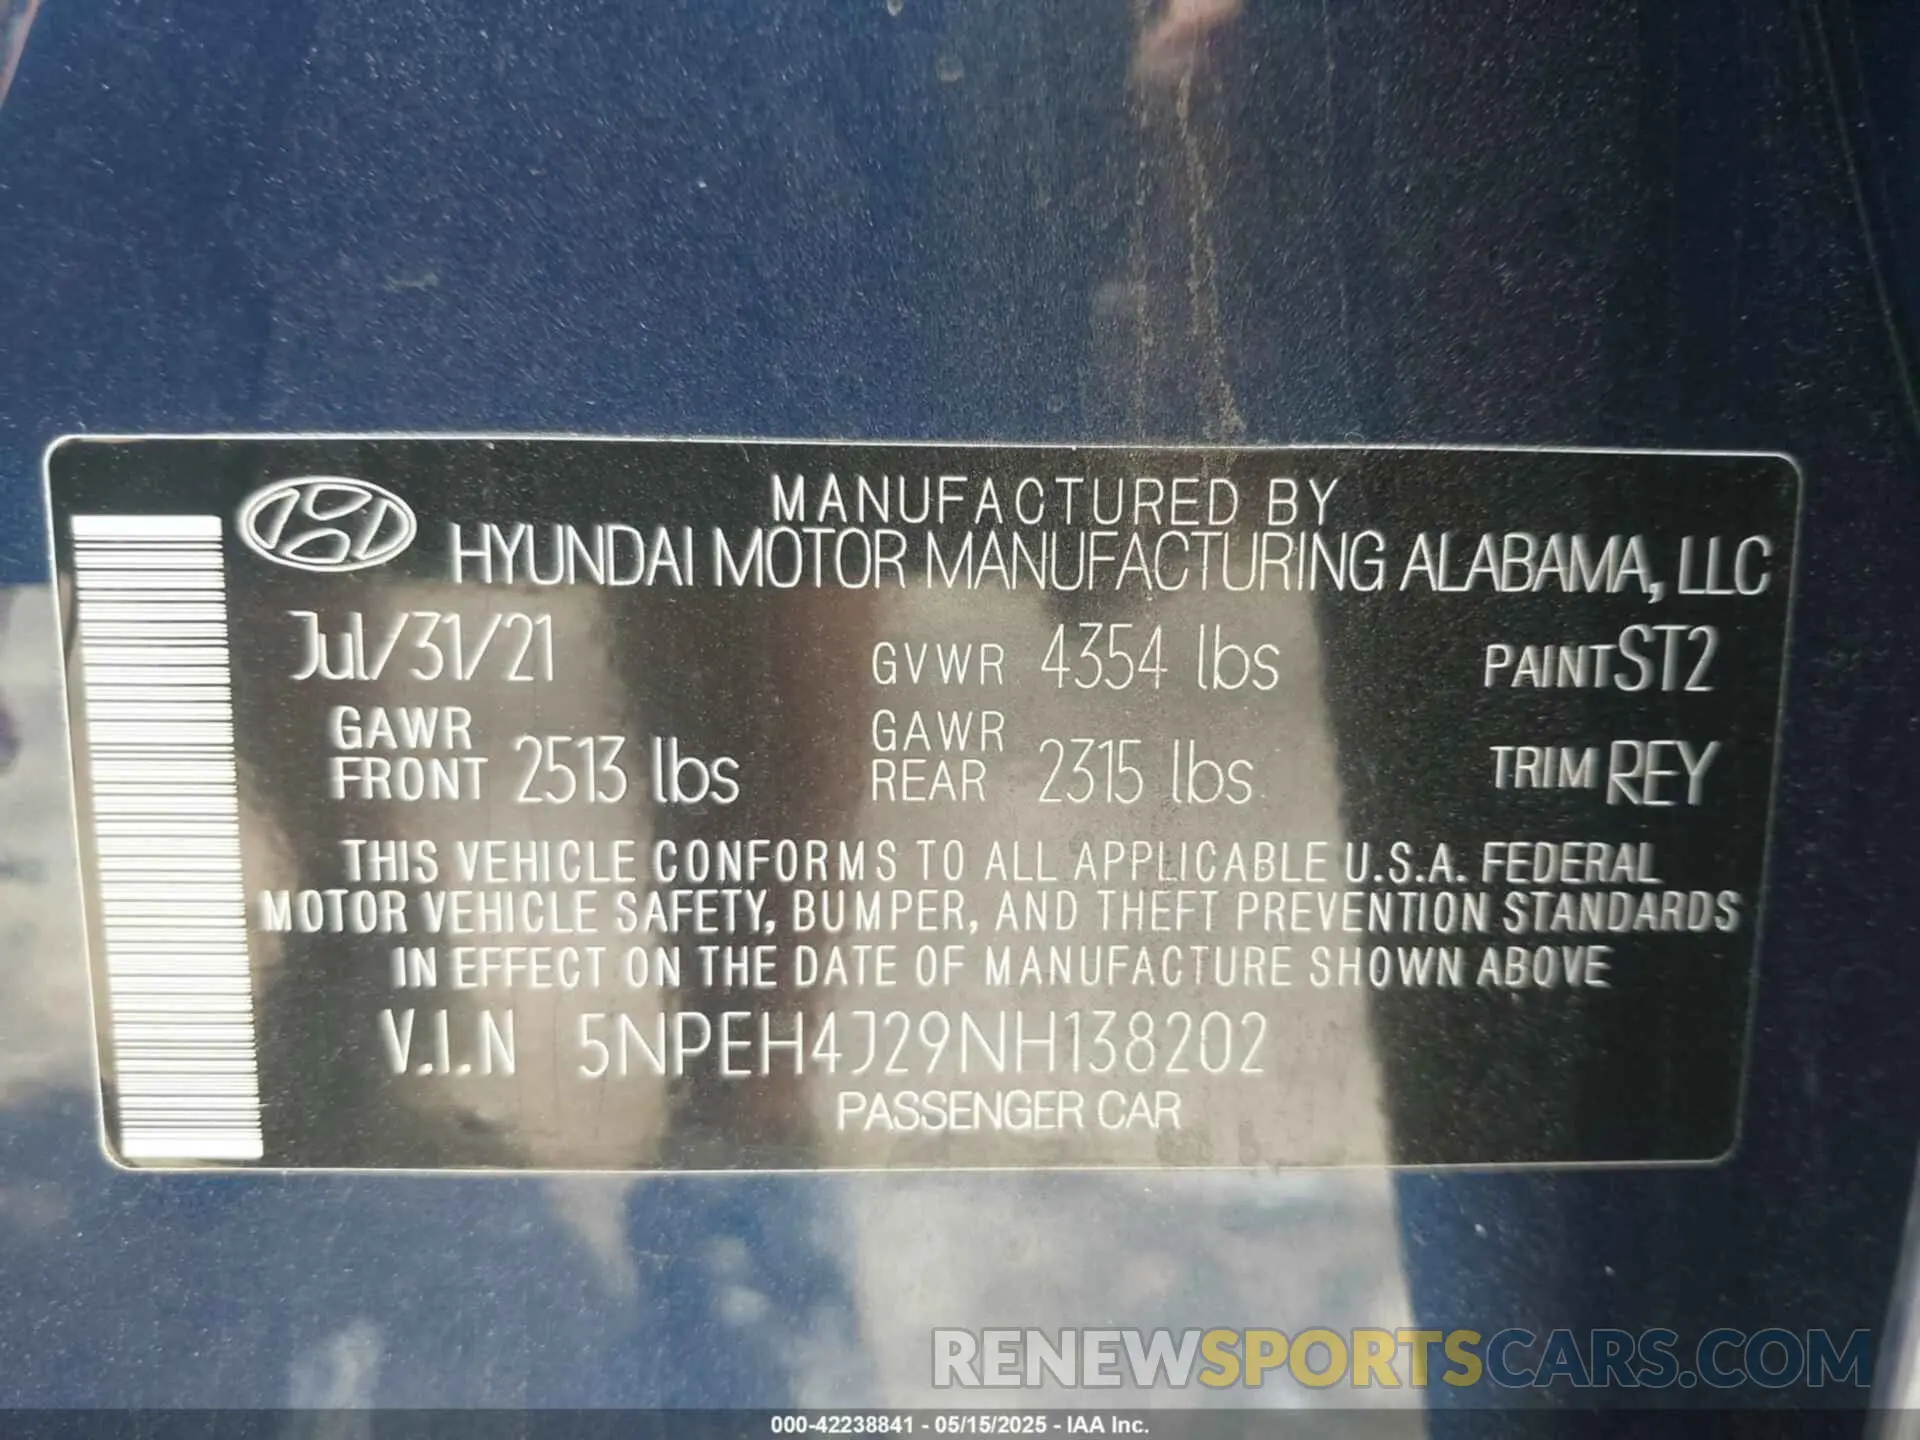 MANUFACTURED BY
HYUNDAI MOTOR MANUFACTURING ALABAMA, LLC
Jul/31/21 GVWR 4354 lbs PAINT ST2
GAWR FRONT 2513 lbs GAWR REAR 2315 lbs TRIM REY
THIS VEHICLE CONFORMS TO ALL APPLICABLE U.S.A. FEDERAL
MOTOR VEHICLE SAFETY, BUMPER, AND THEFT PREVENTION STANDARDS
IN EFFECT ON THE DATE OF MANUFACTURE SHOWN ABOVE
V.I.N 5NPEH4J29NH138202
PASSENGER CAR
RENEWSPORTSCARS.COM
000-42238841 - 05/15/2025 - IAA Inc.